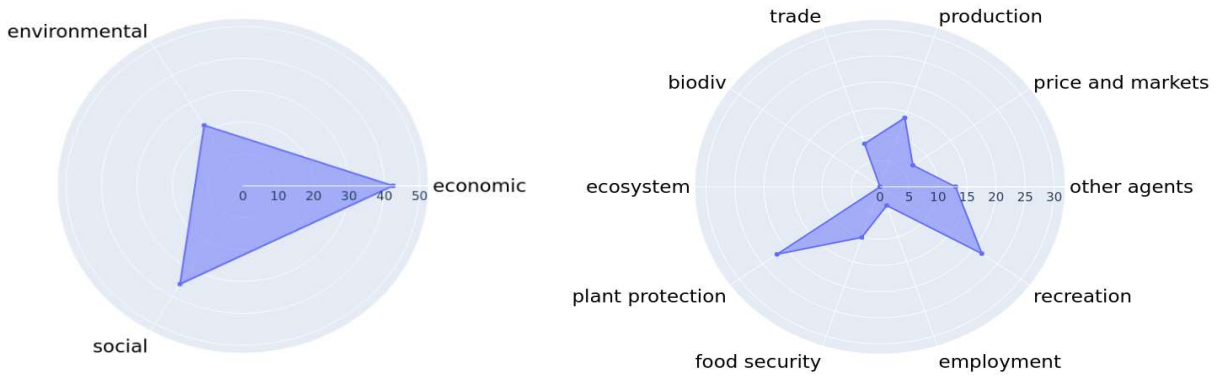 environmental
economic
social
0 10 20 30 40 50
trade
production
biodiv
price and markets
ecosystem
other agents
0 5 10 15 20 25 30
plant protection
recreation
food security
employment